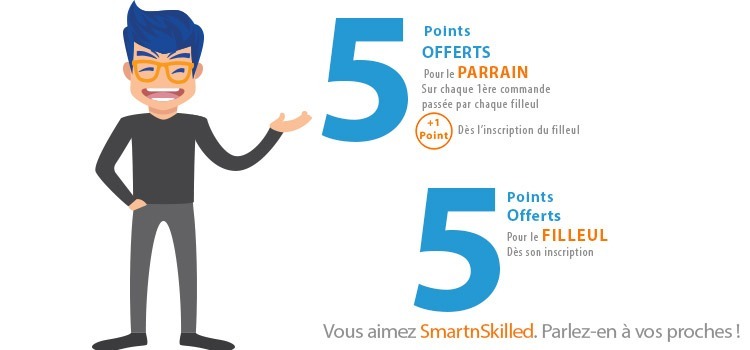 5
Points
OFFERTS
Pour le PARRAIN
Sur chaque 1ère commande
passée par chaque filleul
+1
Point
Dès l'inscription du filleul
5
Points
Offerts
Pour le FILLEUL
Dès son inscription
Vous aimez SmartnSkilled. Parlez-en à vos proches !